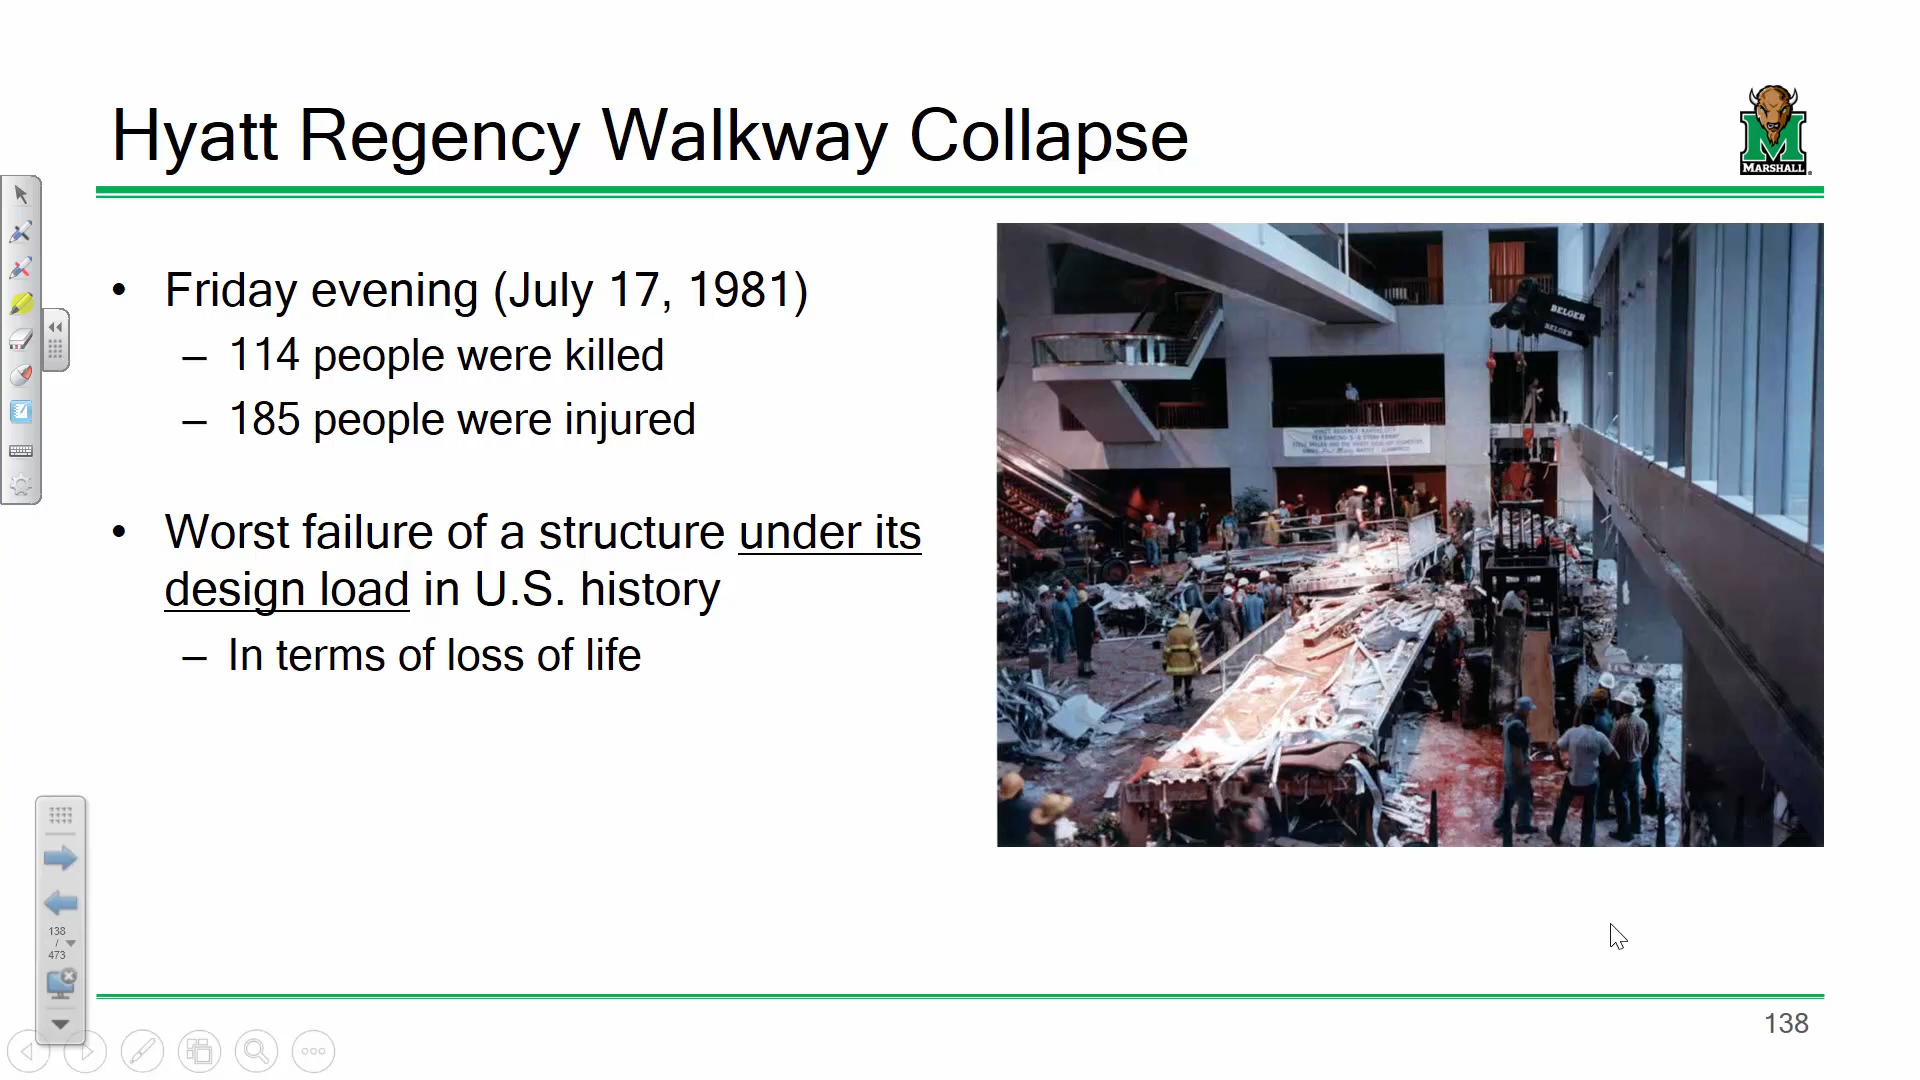 Hyatt Regency Walkway Collapse
MARSHALL
• Friday evening (July 17, 1981)
– 114 people were killed
– 185 people were injured
• Worst failure of a structure under its
design load in U.S. history
– In terms of loss of life
BELGER
BELGER
138
/
473
138